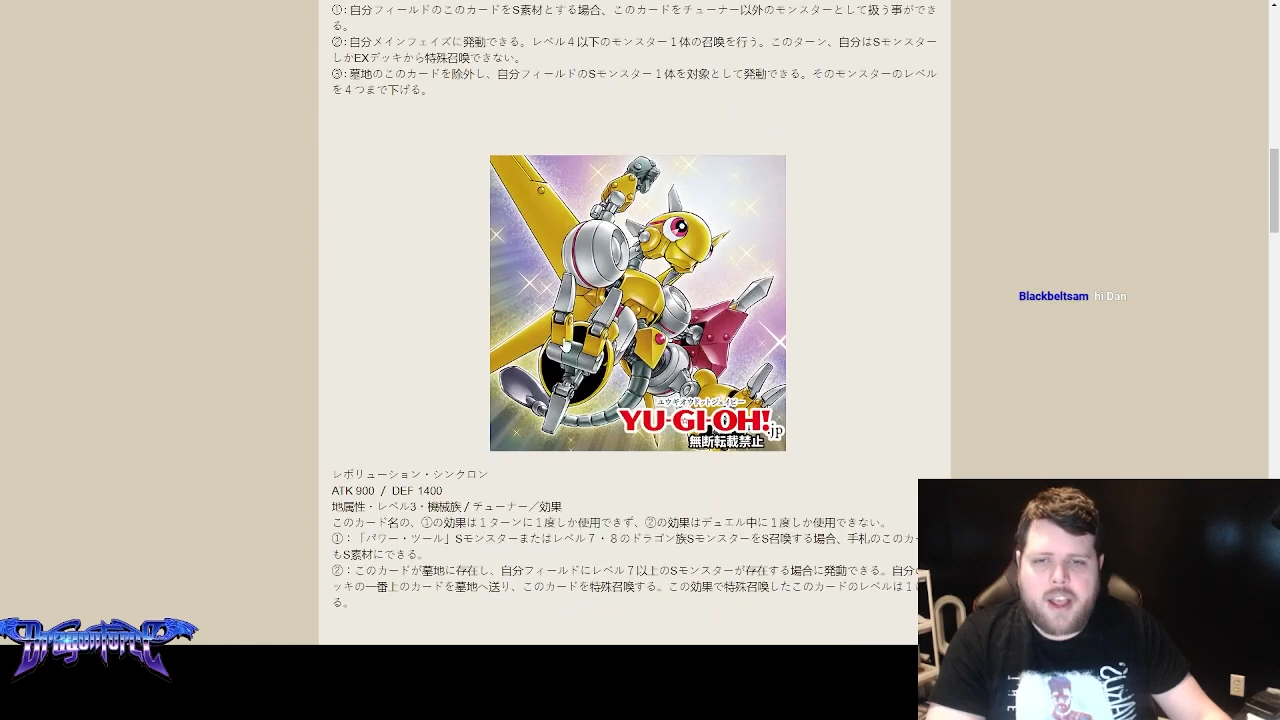 ①: 自分フィールドのこのカードをS素材とする場合、このカードをチューナー以外のモンスターとして扱う事ができ
る。
②: 自分メインフェイズに発動できる。レベル４以下のモンスター１体の召喚を行う。このターン、自分はSモンスター
しかEXデッキから特殊召喚できない。
③: 墓地のこのカードを除外し、自分フィールドのSモンスター１体を対象として発動できる。そのモンスターのレベル
を４つまで下げる。
Blackbeltsam hi Dan
ユウギオウドットジェイピー
YU-GI-OH!.jp
無断転載禁止
レボリューション・シンクロン
ATK 900 / DEF 1400
地属性・レベル3・機械族 / チューナー／効果
このカード名の、①の効果は１ターンに１度しか使用できず、②の効果はデュエル中に１度しか使用できない。
①：「パワー・ツール」SモンスターまたはレベL７・８のドラゴン族SモンスターをS召喚する場合、手札のこのカー
もS素材にできる。
②：このカードが墓地に存在し、自分フィールドにレベル７以上のSモンスターが存在する場合に発動できる。自分
ッキの一番上のカードを墓地へ送り、このカードを特殊召喚する。この効果で特殊召喚したこのカードのレベルは１
る。
DragonForce